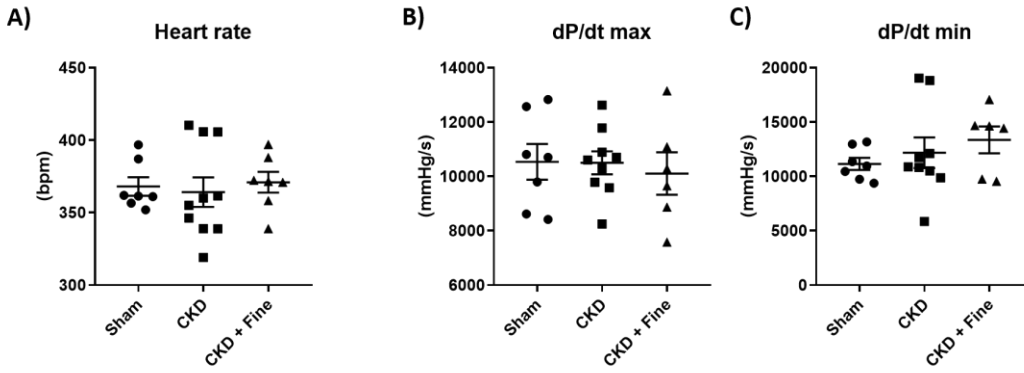 A)
Heart rate
(bpm)
450
400
350
300
Sham
CKD
CKD + Fine
B)
dP/dt max
(mmHg/s)
14000
12000
10000
8000
6000
Sham
CKD
CKD + Fine
C)
dP/dt min
(mmHg/s)
20000
15000
10000
5000
0
Sham
CKD
CKD + Fine